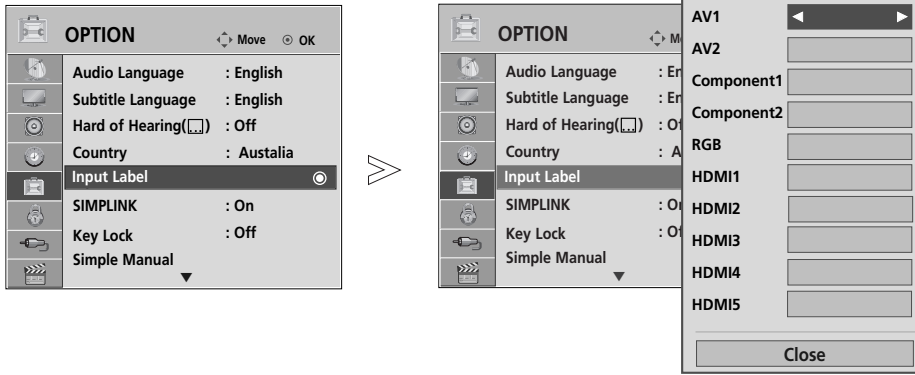 OPTION
Move OK
Audio Language : English
Subtitle Language : English
Hard of Hearing( ) : Off
Country : Austalia
Input Label
SIMPLINK : On
Key Lock : Off
Simple Manual
OPTION
Audio Language
Subtitle Language
Hard of Hearing( )
Country
Input Label
SIMPLINK
Key Lock
Simple Manual
AV1
AV2
Component1
Component2
RGB
HDMI1
HDMI2
HDMI3
HDMI4
HDMI5
Close